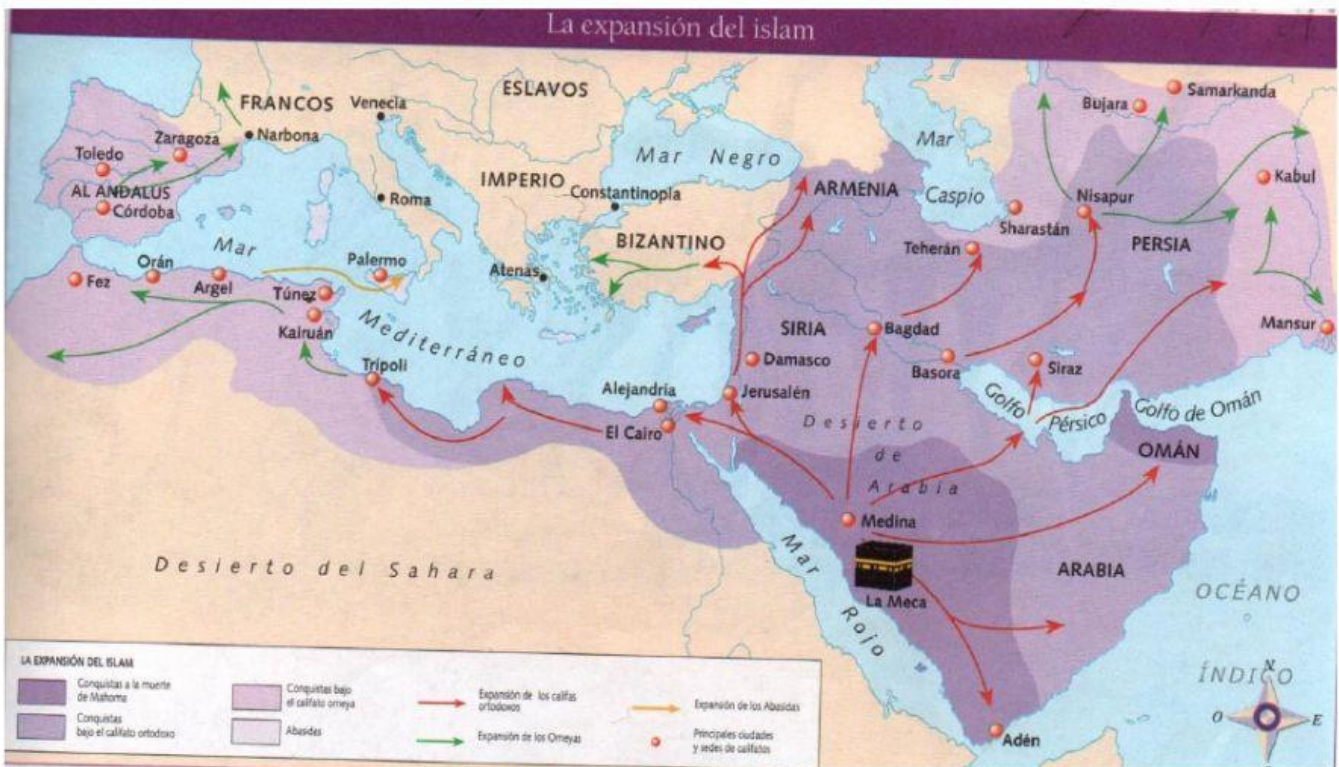 La expansión del islam
FRANCOS
Venecia
ESLAVOS
Zaragoza
Narbona
Toledo
AL ANDALUS
Córdoba
Roma
IMPERIO
Constantinopla
BIZANTINO
Atenas
Mar Negro
ARMENIA
Mar
Caspio
Bujara
Samarkanda
Kabul
Nisapur
Sharastán
Teherán
PERSIA
Mansur
Mar
Mediterráneo
Orán
Fez
Argel
Palermo
Túnez
Kairuán
Trípoli
Alejandría
El Cairo
SIRIA
Damasco
Jerusalén
Bagdad
Basora
Siraz
Golfo
Pérsico
Golfo de Omán
OMÁN
Desierto
de
Arabia
Medina
La Meca
ARABIA
Mar
Rojo
Adén
OCÉANO
ÍNDICO
Desierto del Sahara
N
O
E
LA EXPANSIÓN DEL ISLAM
Conquistas a la muerte
de Mahoma
Conquistas
bajo el califato ortodoxo
Conquistas bajo
el califato omeya
Abasidas
Expansión de los califas
ortodoxos
Expansión de los Omeyas
Expansión de los Abasidas
Principales ciudades
y sedes de califatos